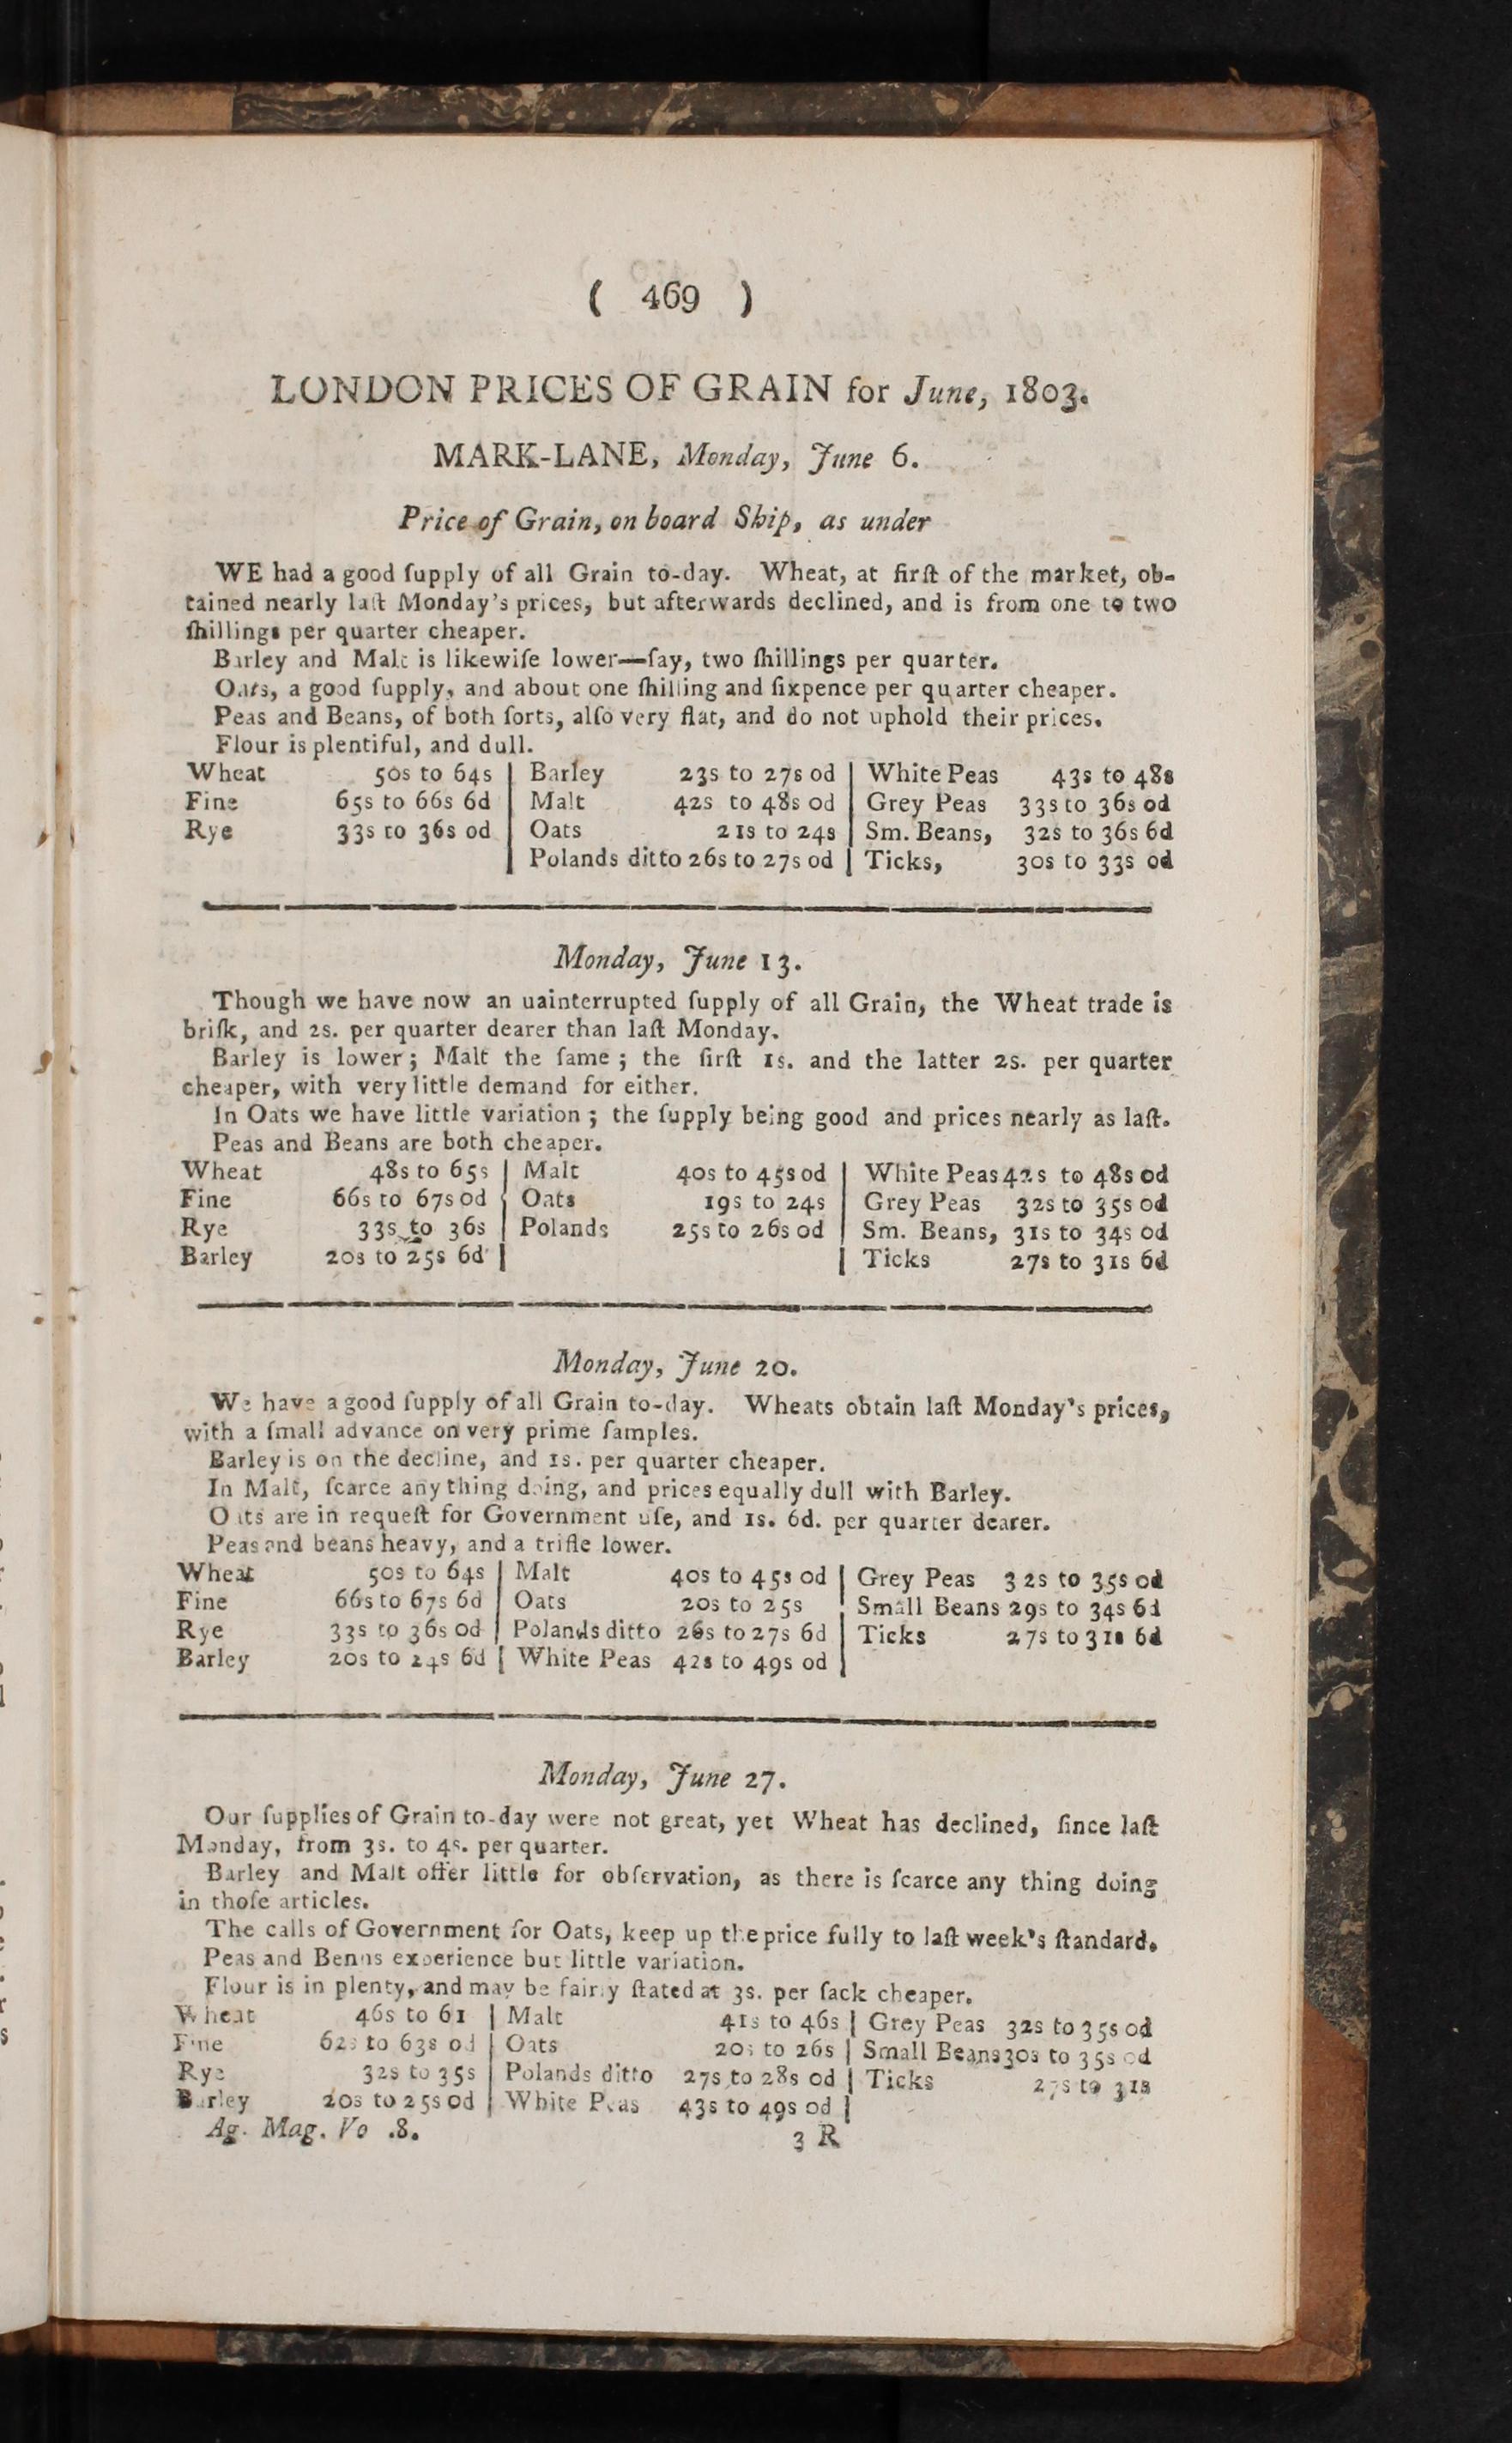 ( 469 )
LONDON PRICES OF GRAIN for June, 1803.
MARK-LANE, Monday, June 6.
Price of Grain, on board Ship, as under
WE had a good ſupply of all Grain to-day. Wheat, at firſt of the market, ob-
tained nearly laſt Monday's prices, but afterwards declined, and is from one to two
ſhillings per quarter cheaper.
Barley and Malt is likewiſe lower—ſay, two ſhillings per quarter.
Oats, a good ſupply, and about one ſhilling and ſixpence per quarter cheaper.
Peas and Beans, of both ſorts, alſo very flat, and do not uphold their prices.
Flour is plentiful, and dull.
Wheat 50s to 64s | Barley 23s to 27s 0d | White Peas 43s to 48s
Fine 65s to 66s 6d | Malt 42s to 48s 0d | Grey Peas 33s to 36s 0d
Rye 33s to 36s 0d | Oats 21s to 24s | Sm. Beans, 32s to 36s 6d
| Polands ditto 26s to 27s 0d | Ticks, 30s to 33s 0d
Monday, June 13.
Though we have now an uainterrupted ſupply of all Grain, the Wheat trade is
briſk, and 2s. per quarter dearer than laſt Monday.
Barley is lower; Malt the ſame; the firſt 1s. and the latter 2s. per quarter
cheaper, with very little demand for either.
In Oats we have little variation; the ſupply being good and prices nearly as laſt.
Peas and Beans are both cheaper.
Wheat 48s to 65s | Malt 40s to 45s 0d | White Peas 42s to 48s 0d
Fine 66s to 67s 0d | Oats 19s to 24s | Grey Peas 32s to 35s 0d
Rye 33s to 36s | Polands 25s to 26s 0d | Sm. Beans, 31s to 34s 0d
Barley 20s to 25s 6d | | Ticks 27s to 31s 6d
Monday, June 20.
We have a good ſupply of all Grain to-day. Wheats obtain laſt Monday's prices,
with a ſmall advance on very prime ſamples.
Barley is on the decline, and 1s. per quarter cheaper.
In Malt, ſcarce any thing doing, and prices equally dull with Barley.
Oats are in requeſt for Government uſe, and 1s. 6d. per quarter dearer.
Peas and beans heavy, and a trifle lower.
Wheat 50s to 64s | Malt 40s to 45s 0d | Grey Peas 32s to 35s 0d
Fine 66s to 67s 6d | Oats 20s to 25s | Small Beans 29s to 34s 6d
Rye 33s to 36s 0d | Polands ditto 26s to 27s 6d | Ticks 27s to 31s 6d
Barley 20s to 24s 6d | White Peas 42s to 49s 0d |
Monday, June 27.
Our ſupplies of Grain to-day were not great, yet Wheat has declined, ſince laſt
Monday, from 3s. to 4s. per quarter.
Barley and Malt offer little for obſervation, as there is ſcarce any thing doing
in thoſe articles.
The calls of Government for Oats, keep up the price fully to laſt week's ſtandard.
Peas and Benns experience but little variation.
Flour is in plenty, and may be fairly ſtated at 3s. per ſack cheaper.
Wheat 46s to 61 | Malt 41s to 46s | Grey Peas 32s to 35s 0d
Fine 62s to 63s 0d | Oats 20s to 26s | Small Beans 30s to 35s 0d
Rye 32s to 35s | Polands ditto 27s to 28s 0d | Ticks 27s to 31s
Barley 20s to 25s 0d | White Peas 43s to 49s 0d |
Ag. Mag. Vo .8. 3 R